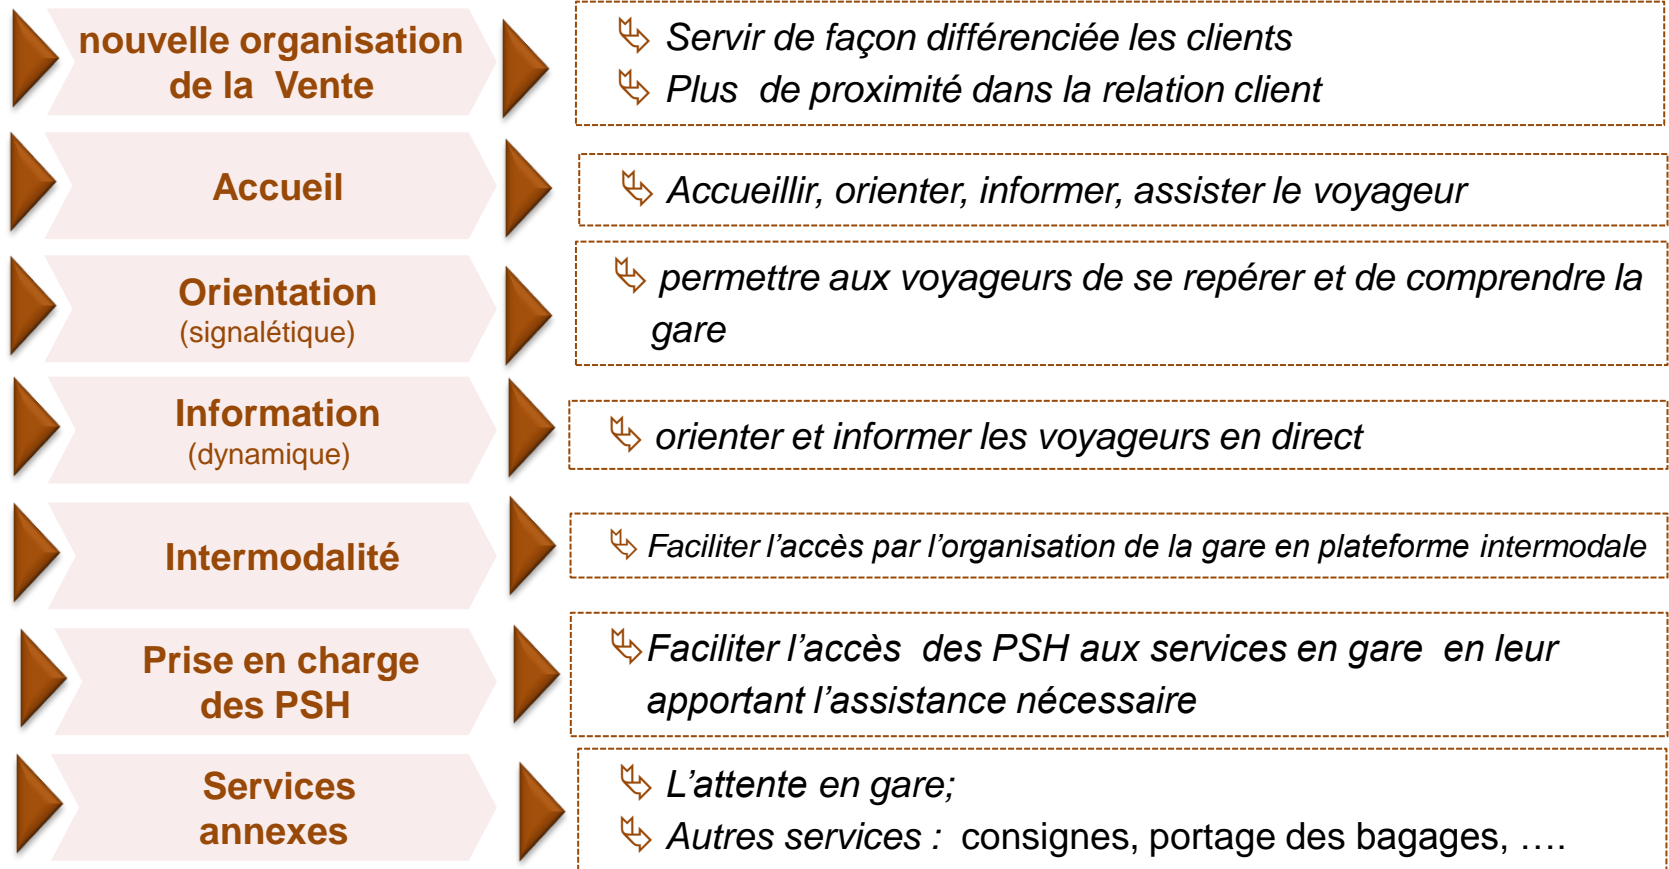 nouvelle organisation
de la Vente
Servir de façon différenciée les clients
Plus de proximité dans la relation client
Accueil
Accueillir, orienter, informer, assister le voyageur
Orientation
(signalétique)
permettre aux voyageurs de se repérer et de comprendre la
gare
Information
(dynamique)
orienter et informer les voyageurs en direct
Intermodalité
Faciliter l’accès par l’organisation de la gare en plateforme intermodale
Prise en charge
des PSH
Faciliter l’accès des PSH aux services en gare en leur
apportant l’assistance nécessaire
Services
annexes
L’attente en gare;
Autres services : consignes, portage des bagages, ….